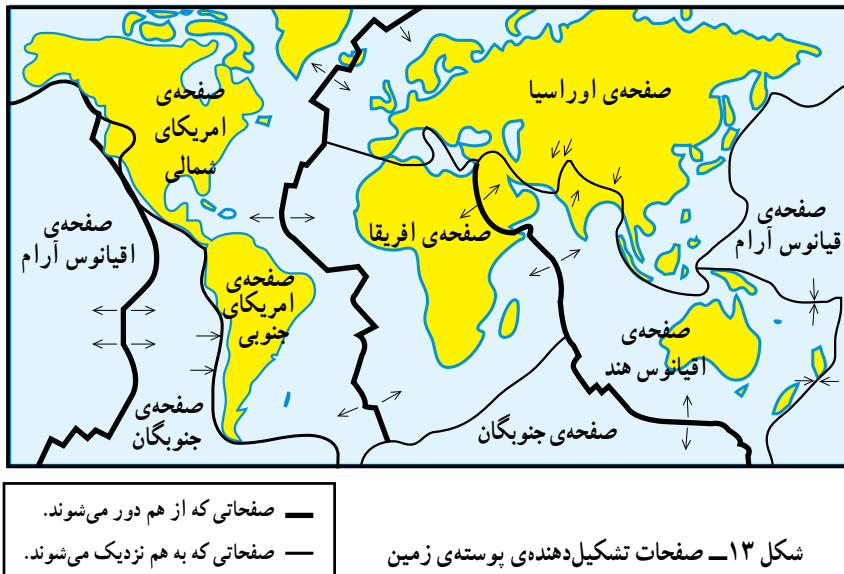 صفحه‌ی
امریکای
شمالی
صفحه‌ی اوراسیا
صفحه‌ی
اقیانوس آرام
صفحه‌ی افریقا
صفحه‌ی
قیانوس آرام
صفحه‌ی
امریکای
جنوبی
صفحه‌ی
اقیانوس هند
صفحه‌ی
جنوبگان
صفحه‌ی جنوبگان
صفحاتی که از هم دور می‌شوند.
صفحاتی که به هم نزدیک می‌شوند.
شکل ۱۳ــ صفحات تشکیل‌دهنده‌ی پوسته‌ی زمین